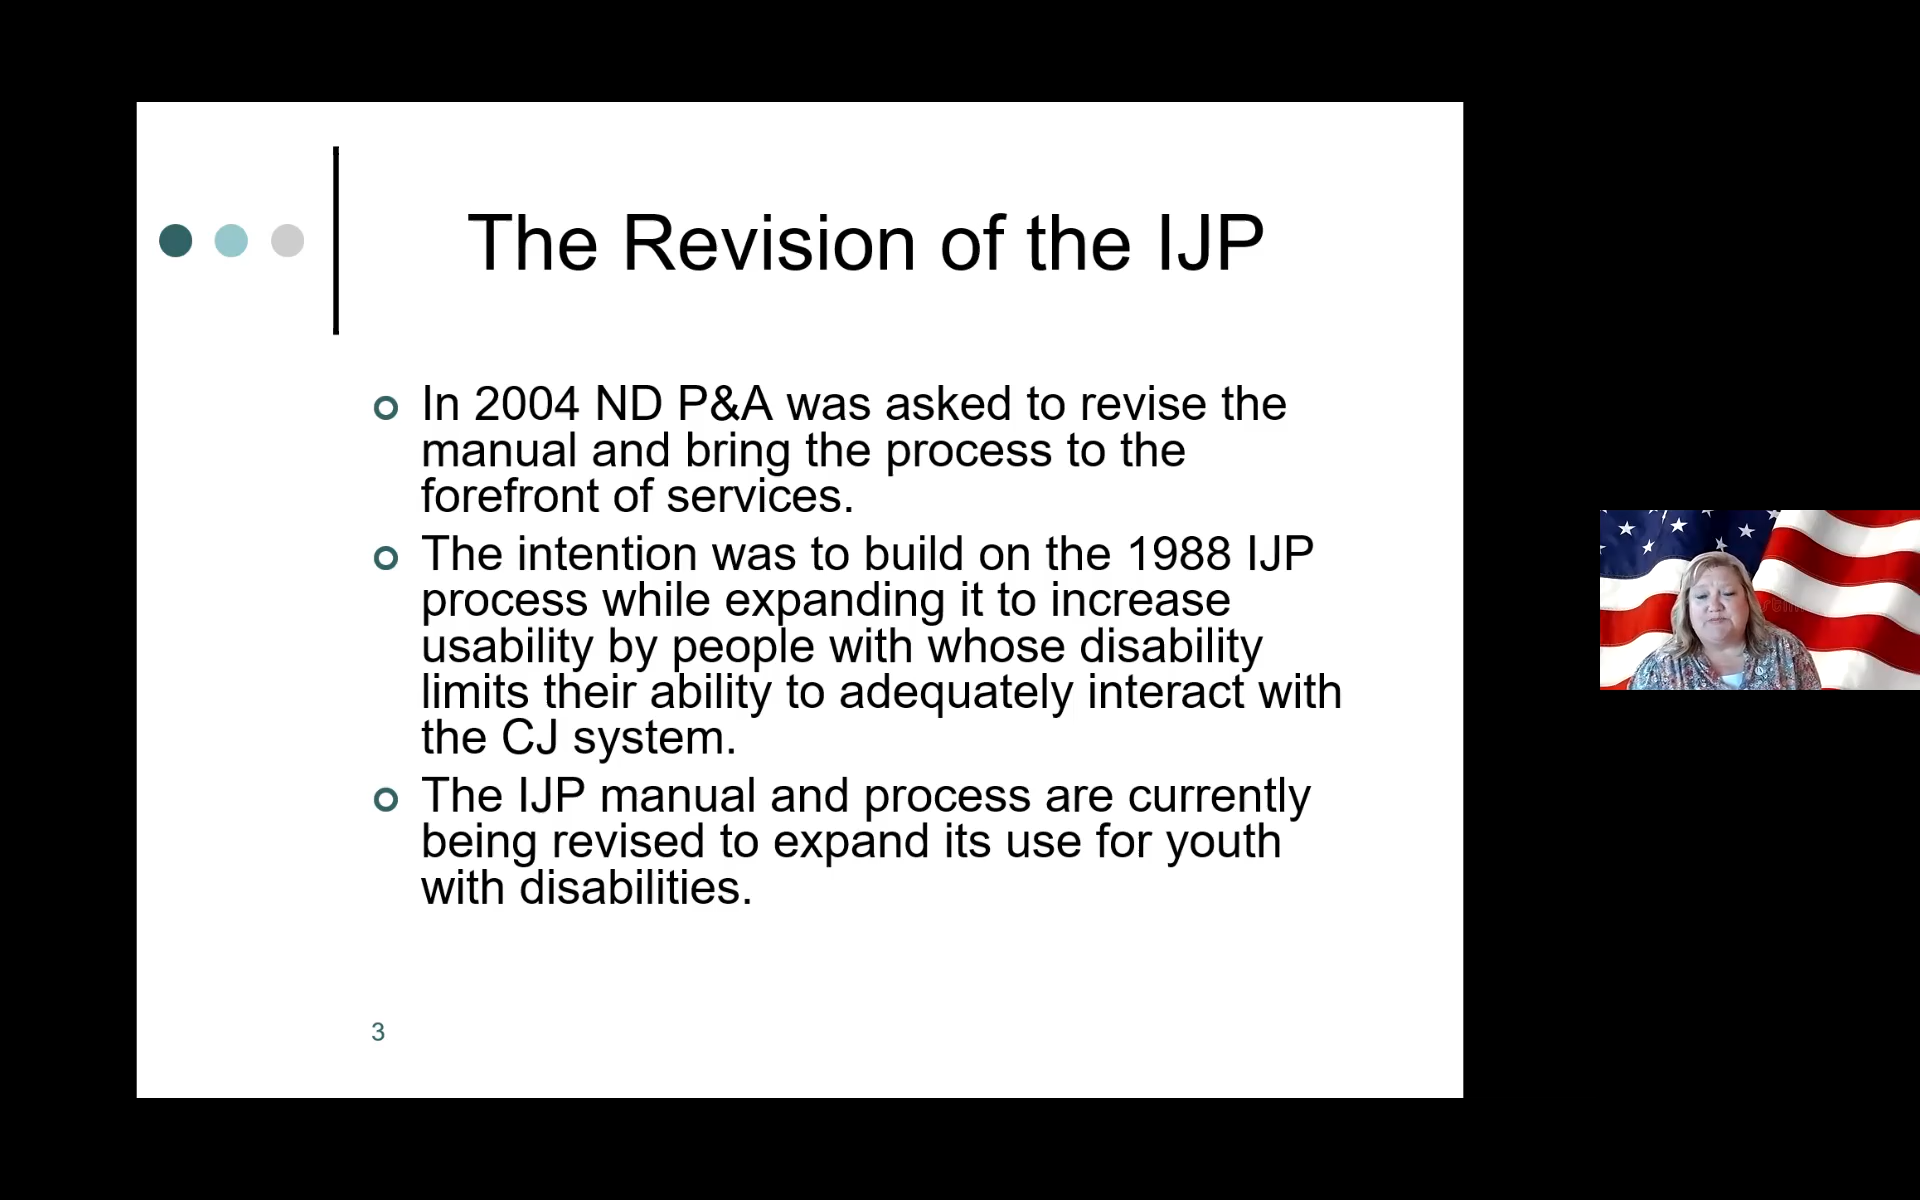 The Revision of the IJP
In 2004 ND P&A was asked to revise the
manual and bring the process to the
forefront of services.
The intention was to build on the 1988 IJP
process while expanding it to increase
usability by people with whose disability
limits their ability to adequately interact with
the CJ system.
The IJP manual and process are currently
being revised to expand its use for youth
with disabilities.
3